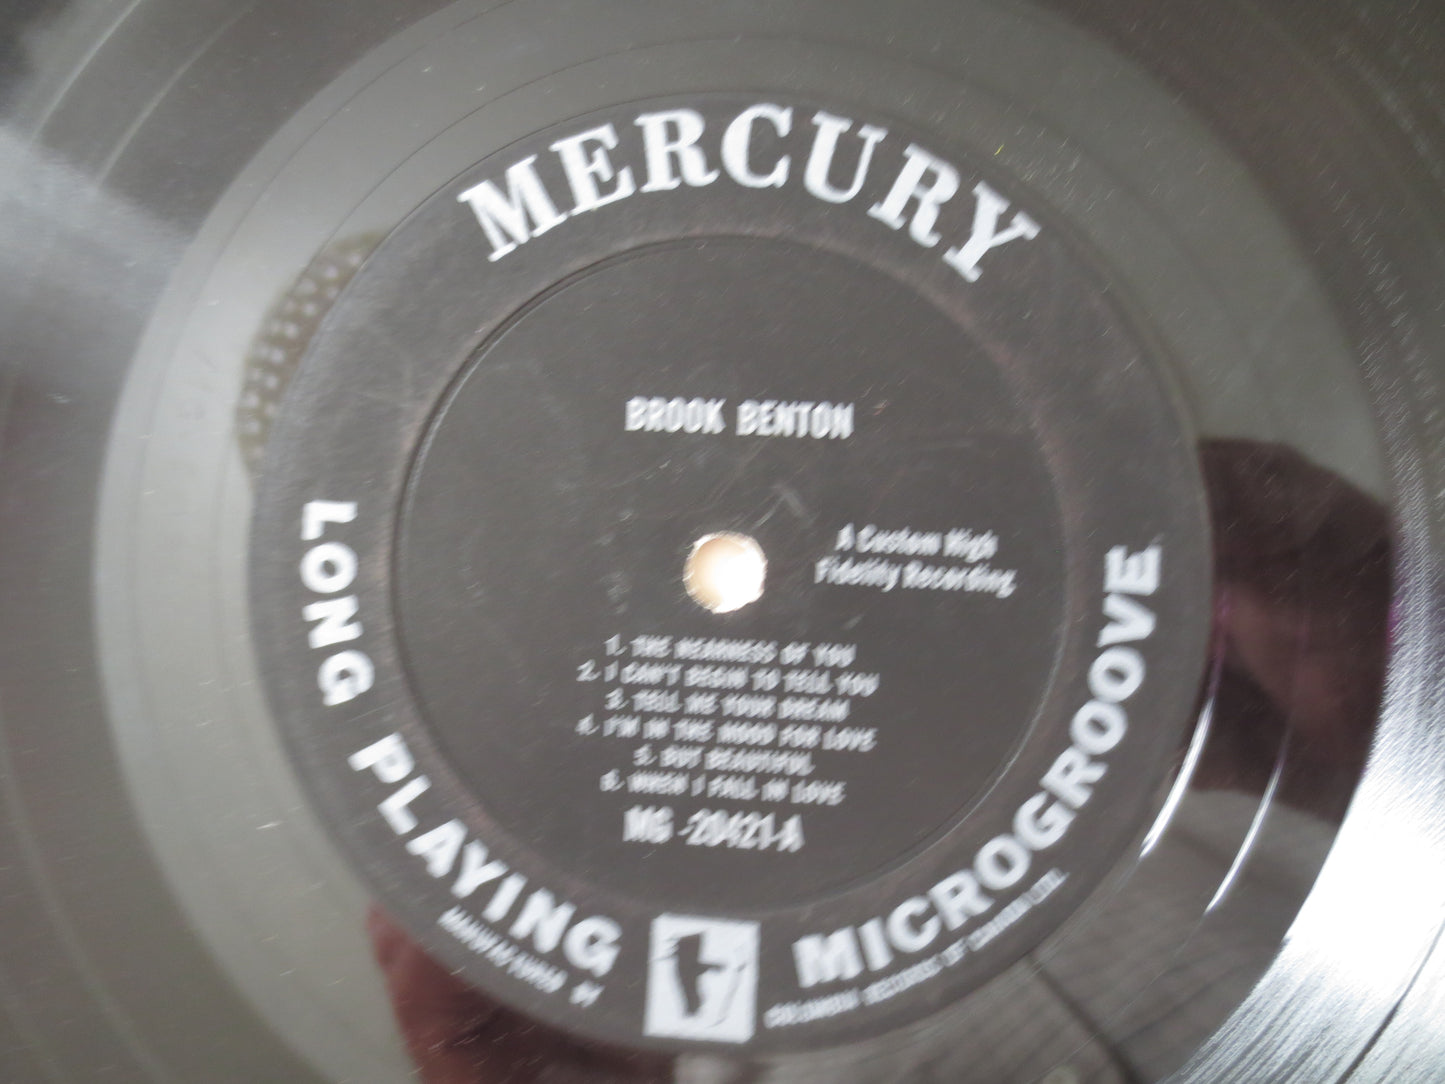 MERCURY
BROOK BENTON
A Custom High
Fidelity Recording
1. THE NEARNESS OF YOU
2. I CAN'T BEGIN TO TELL YOU
3. TELL ME YOUR DREAM
4. I'M IN THE MOOD FOR LOVE
5. BUT BEAUTIFUL
6. WHEN I FALL IN LOVE
MG-20421-A
LONG PLAYING
MICROGROOVE